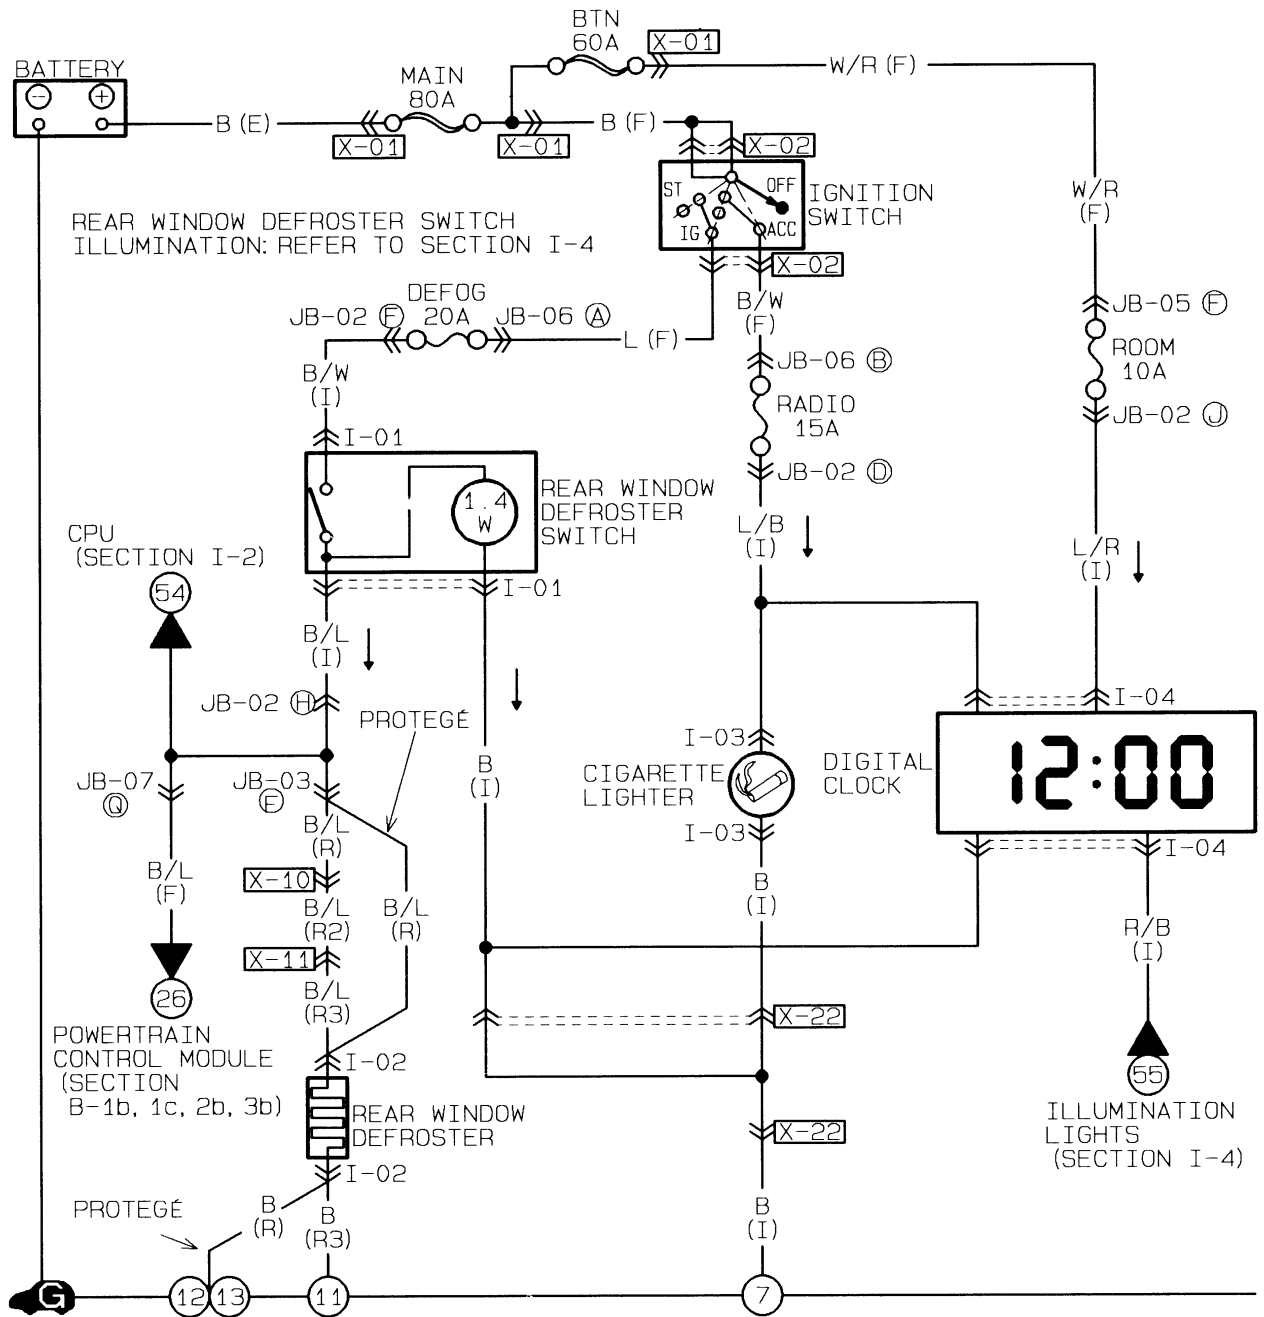 BTN
60A
X-01
W/R (F)
BATTERY
−
+
MAIN
80A
B (E)
X-01
X-01
B (F)
X-02
ST
OFF
IG
ACC
IGNITION
SWITCH
W/R
(F)
REAR WINDOW DEFROSTER SWITCH
ILLUMINATION: REFER TO SECTION I-4
X-02
DEFOG
20A
JB-02 F
JB-06 A
L (F)
B/W
(F)
JB-05 F
ROOM
10A
B/W
(I)
JB-06 B
RADIO
15A
JB-02 J
I-01
JB-02 D
1.4
W
REAR WINDOW
DEFROSTER
SWITCH
L/B
(I)
L/R
(I)
CPU
(SECTION I-2)
54
I-01
B/L
(I)
JB-02 H
PROTEGÉ
I-04
B
(I)
I-03
CIGARETTE
LIGHTER
DIGITAL
CLOCK
12:00
JB-07
Q
JB-03
F
I-03
I-04
B/L
(R)
B/L
(F)
X-10
B
(I)
B/L
(R2)
B/L
(R)
R/B
(I)
X-11
26
B/L
(R3)
X-22
POWERTRAIN
CONTROL MODULE
(SECTION
B-1b, 1c, 2b, 3b)
I-02
55
REAR WINDOW
DEFROSTER
X-22
ILLUMINATION
LIGHTS
(SECTION I-4)
I-02
PROTEGÉ
B
(R)
B
(R3)
B
(I)
G
12
13
11
7